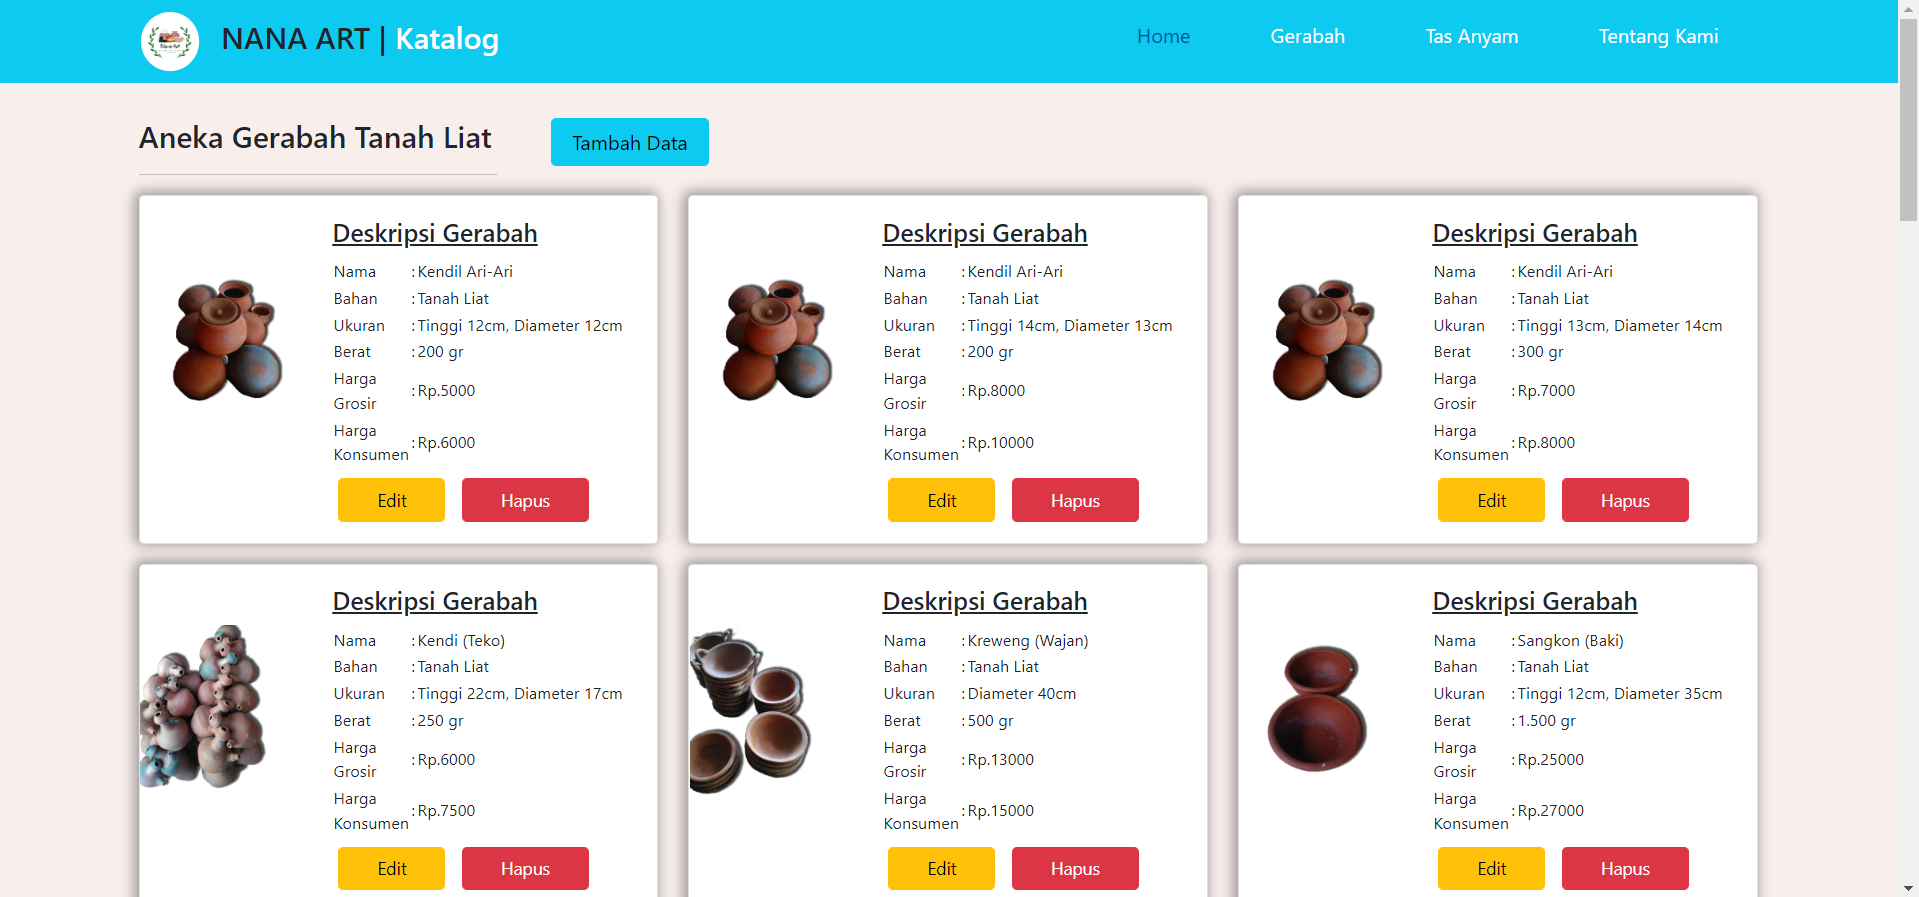 NANA ART | Katalog
Home Gerabah Tas Anyam Tentang Kami
Aneka Gerabah Tanah Liat
Tambah Data
Deskripsi Gerabah
Nama : Kendil Ari-Ari
Bahan : Tanah Liat
Ukuran : Tinggi 12cm, Diameter 12cm
Berat : 200 gr
Harga Grosir : Rp.5000
Harga Konsumen : Rp.6000
Edit Hapus
Deskripsi Gerabah
Nama : Kendil Ari-Ari
Bahan : Tanah Liat
Ukuran : Tinggi 14cm, Diameter 13cm
Berat : 200 gr
Harga Grosir : Rp.8000
Harga Konsumen : Rp.10000
Edit Hapus
Deskripsi Gerabah
Nama : Kendil Ari-Ari
Bahan : Tanah Liat
Ukuran : Tinggi 13cm, Diameter 14cm
Berat : 300 gr
Harga Grosir : Rp.7000
Harga Konsumen : Rp.8000
Edit Hapus
Deskripsi Gerabah
Nama : Kendi (Teko)
Bahan : Tanah Liat
Ukuran : Tinggi 22cm, Diameter 17cm
Berat : 250 gr
Harga Grosir : Rp.6000
Harga Konsumen : Rp.7500
Edit Hapus
Deskripsi Gerabah
Nama : Kreweng (Wajan)
Bahan : Tanah Liat
Ukuran : Diameter 40cm
Berat : 500 gr
Harga Grosir : Rp.13000
Harga Konsumen : Rp.15000
Edit Hapus
Deskripsi Gerabah
Nama : Sangkon (Baki)
Bahan : Tanah Liat
Ukuran : Tinggi 12cm, Diameter 35cm
Berat : 1.500 gr
Harga Grosir : Rp.25000
Harga Konsumen : Rp.27000
Edit Hapus